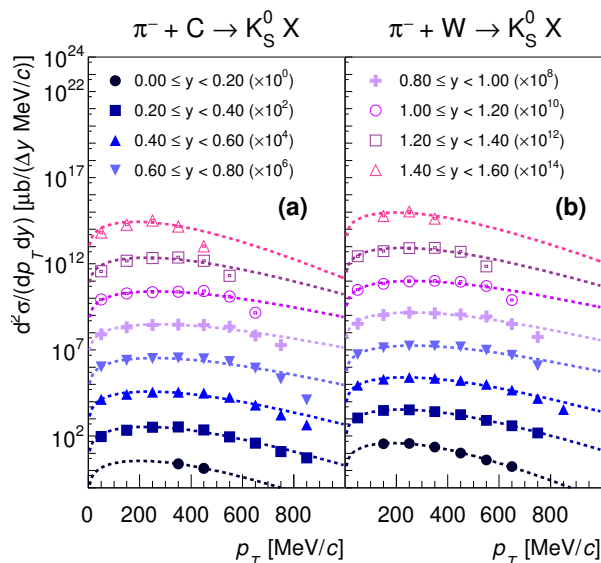 π⁻ + C → K⁰_S X
π⁻ + W → K⁰_S X
d²σ/(dp_T dy) [μb/(Δy MeV/c)]
10²⁴
10²²
10¹⁷
10¹²
10⁷
10²
0.00 ≤ y < 0.20 (×10⁰)
0.20 ≤ y < 0.40 (×10²)
0.40 ≤ y < 0.60 (×10⁴)
0.60 ≤ y < 0.80 (×10⁶)
(a)
0.80 ≤ y < 1.00 (×10⁸)
1.00 ≤ y < 1.20 (×10¹⁰)
1.20 ≤ y < 1.40 (×10¹²)
1.40 ≤ y < 1.60 (×10¹⁴)
(b)
0 200 400 600 800
0 200 400 600 800
p_T [MeV/c]
p_T [MeV/c]